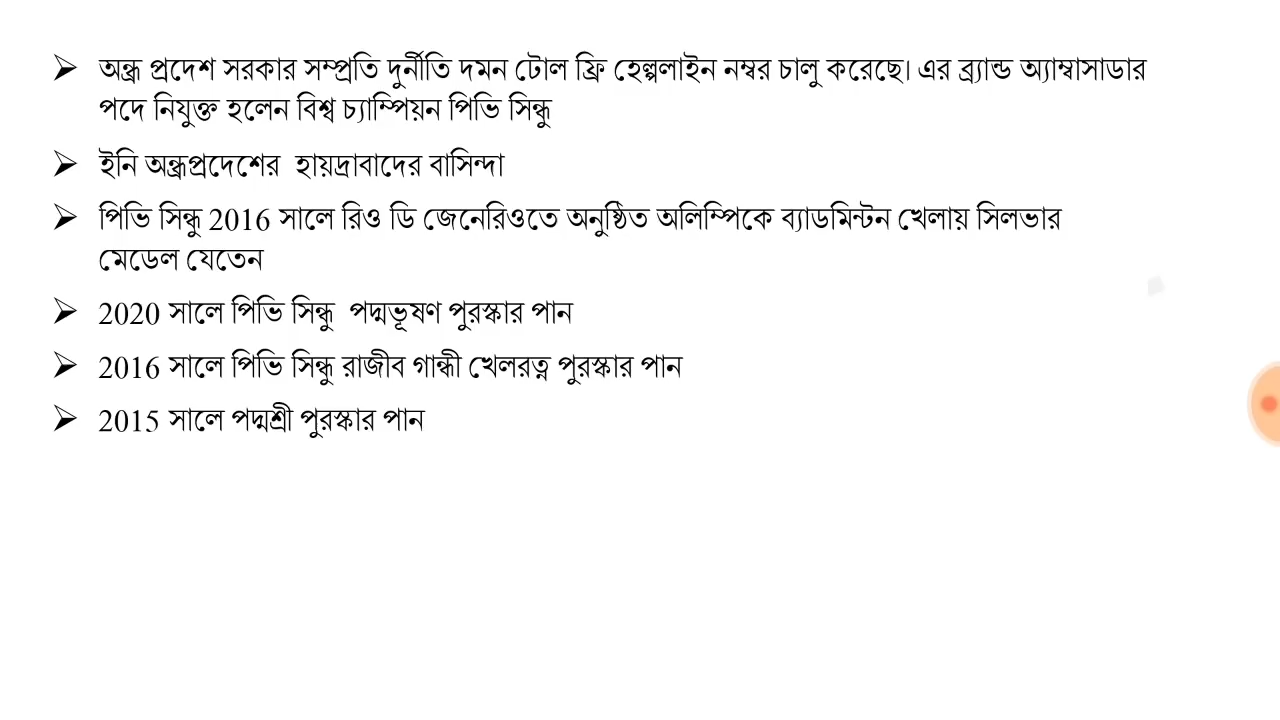 ➢ অন্ধ্র প্রদেশ সরকার সম্প্রতি দুর্নীতি দমন টোল ফ্রি হেল্পলাইন নম্বর চালু করেছে। এর ব্র্যান্ড অ্যাম্বাসাডার
পদে নিযুক্ত হলেন বিশ্ব চ্যাম্পিয়ন পিভি সিন্ধু
➢ ইনি অন্ধ্রপ্রদেশের হায়দ্রাবাদের বাসিন্দা
➢ পিভি সিন্ধু 2016 সালে রিও ডি জেনেরিওতে অনুষ্ঠিত অলিম্পিকে ব্যাডমিন্টন খেলায় সিলভার
মেডেল যেতেন
➢ 2020 সালে পিভি সিন্ধু পদ্মভূষণ পুরস্কার পান
➢ 2016 সালে পিভি সিন্ধু রাজীব গান্ধী খেলরত্ন পুরস্কার পান
➢ 2015 সালে পদ্মশ্রী পুরস্কার পান